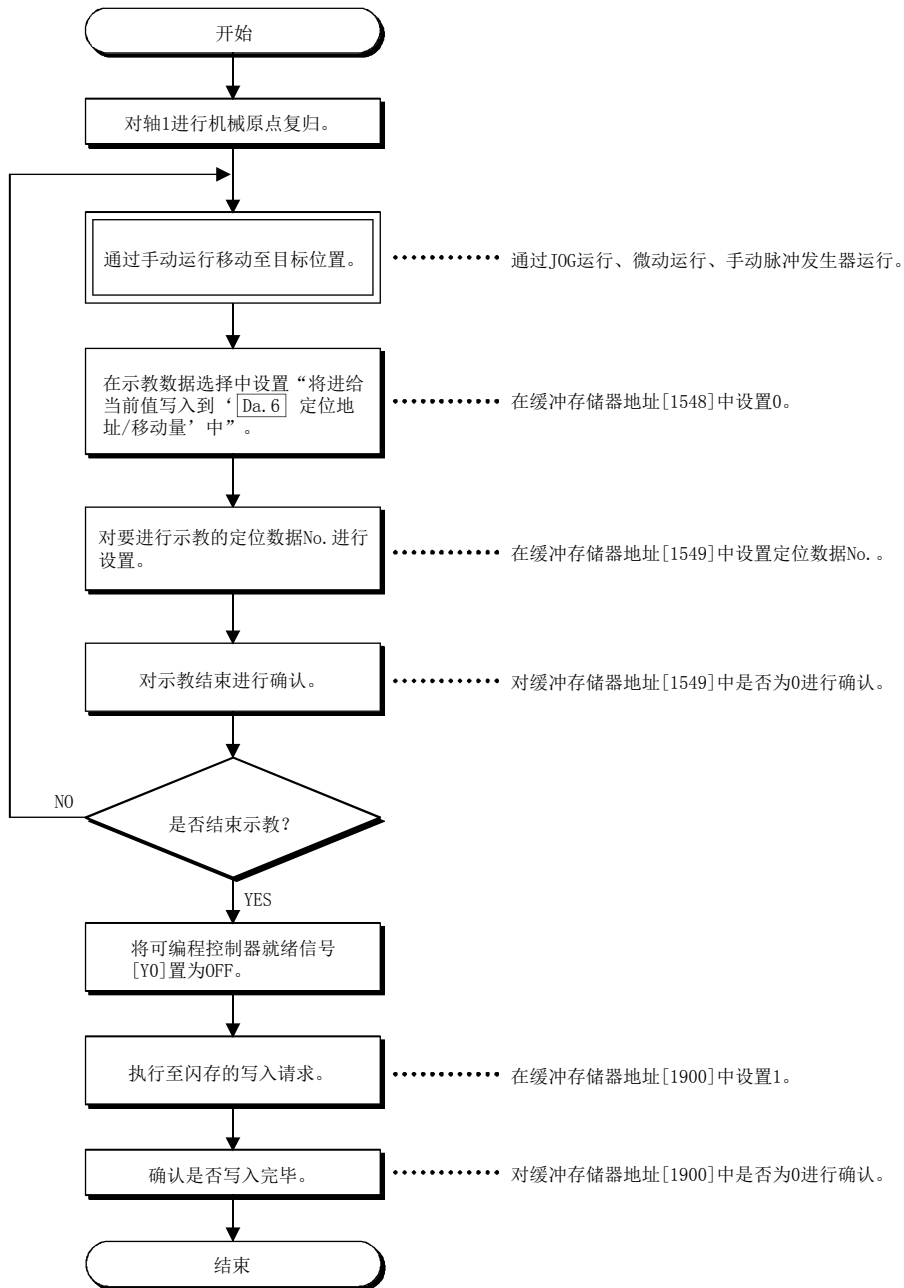 开始
对轴1进行机械原点复归。
通过手动运行移动至目标位置。
通过JOG运行、微动运行、手动脉冲发生器运行。
在示教数据选择中设置“将进给
当前值写入到‘Da.6 定位地
址/移动量’中”。
在缓冲存储器地址[1548]中设置0。
对要进行示教的定位数据No.进行
设置。
在缓冲存储器地址[1549]中设置定位数据No.。
对示教结束进行确认。
对缓冲存储器地址[1549]中是否为0进行确认。
NO
是否结束示教？
YES
将可编程控制器就绪信号
[Y0]置为OFF。
执行至闪存的写入请求。
在缓冲存储器地址[1900]中设置1。
确认是否写入完毕。
对缓冲存储器地址[1900]中是否为0进行确认。
结束